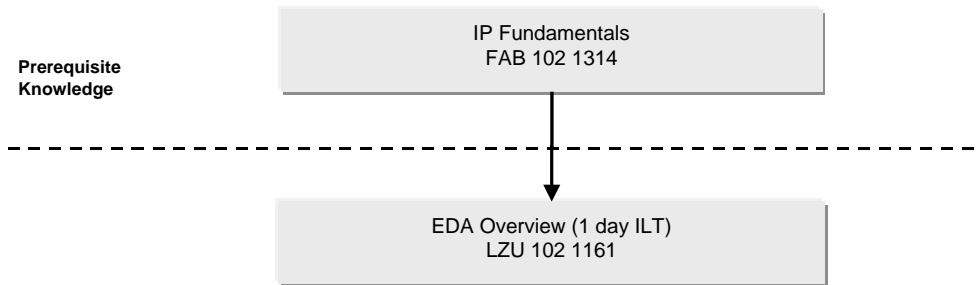 IP Fundamentals
FAB 102 1314
Prerequisite
Knowledge
EDA Overview (1 day ILT)
LZU 102 1161